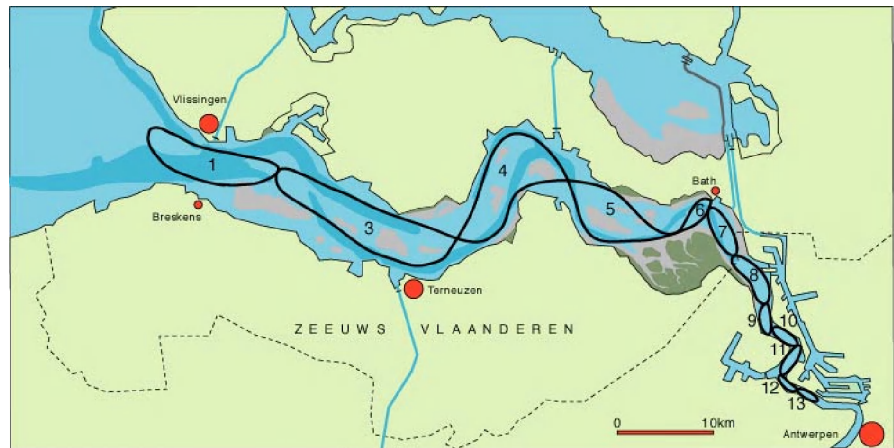 Vlissingen
4
Bath
1
5
6
Breskens
3
7
8
Terneuzen
ZEEUWS VLAANDEREN
9
10
11
12
13
0 10km
Antwerpen